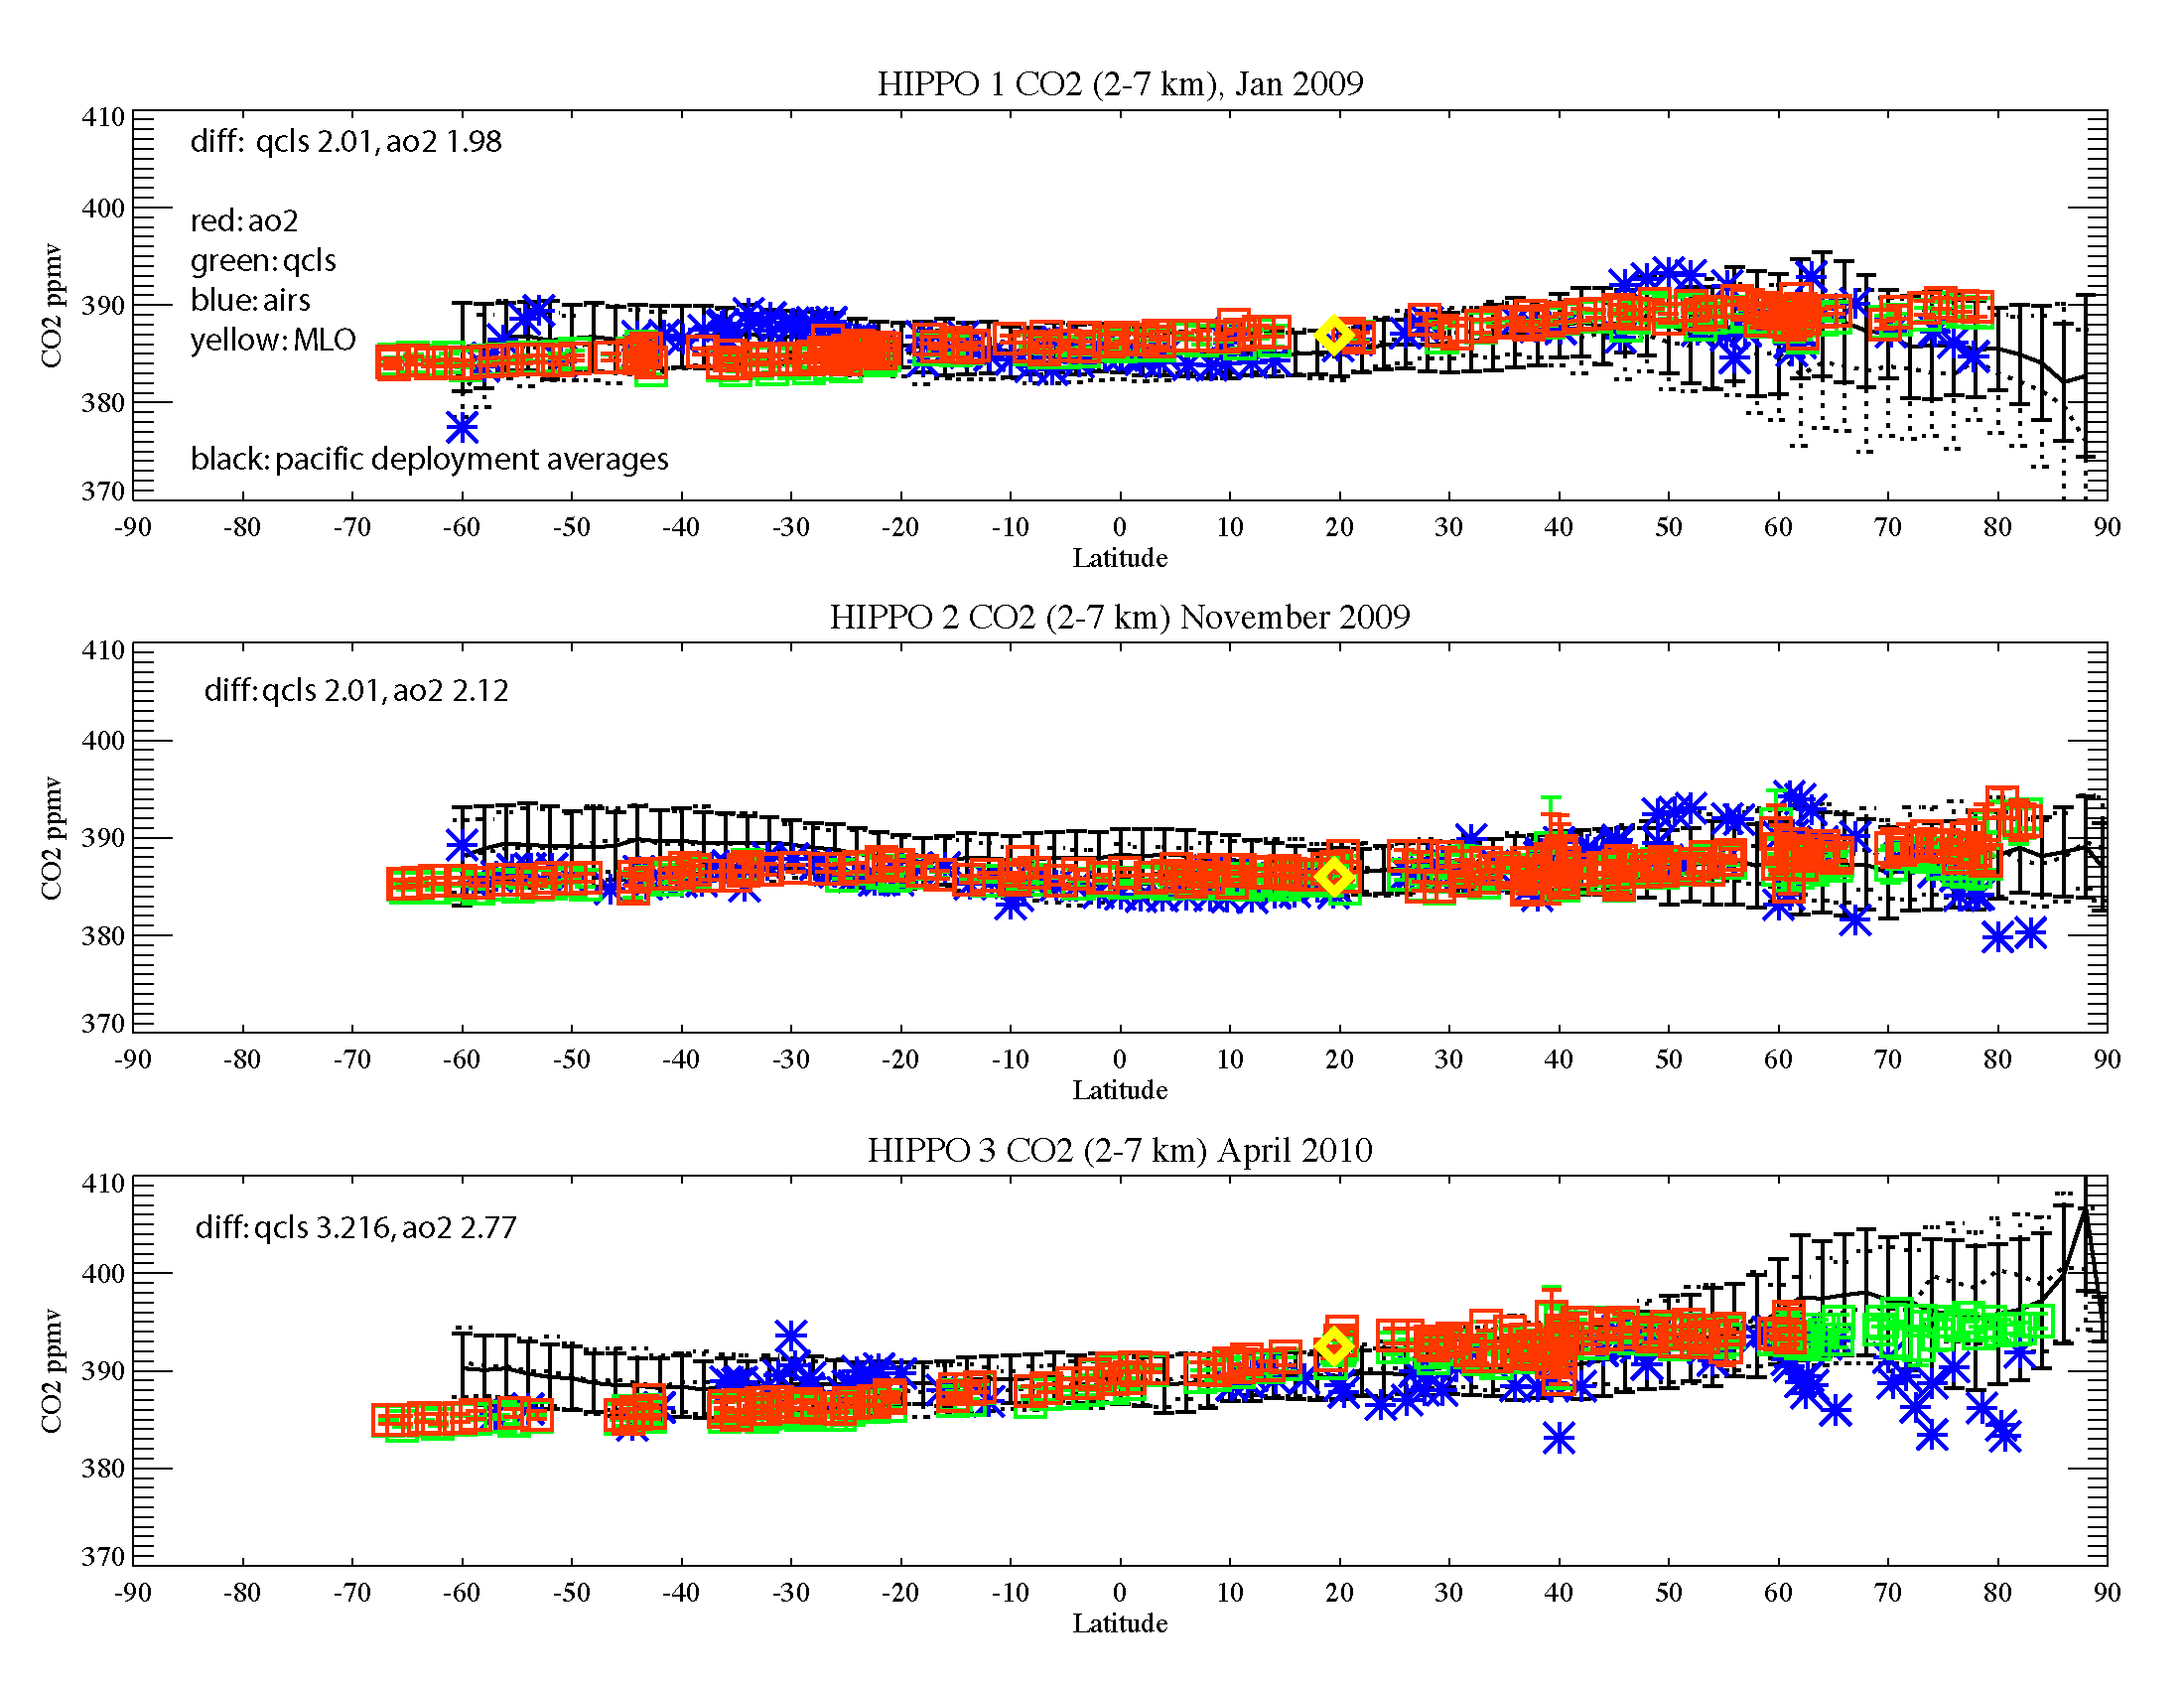 HIPPO 1 CO2 (2-7 km), Jan 2009
410
diff: qcls 2.01, ao2 1.98
400
red: ao2
green: qcls
390
blue: airs
yellow: MLO
380
black: pacific deployment averages
370
CO2 ppmv
-90 -80 -70 -60 -50 -40 -30 -20 -10 0 10 20 30 40 50 60 70 80 90
Latitude
HIPPO 2 CO2 (2-7 km) November 2009
410
diff: qcls 2.01, ao2 2.12
400
390
380
370
CO2 ppmv
-90 -80 -70 -60 -50 -40 -30 -20 -10 0 10 20 30 40 50 60 70 80 90
Latitude
HIPPO 3 CO2 (2-7 km) April 2010
410
diff: qcls 3.216, ao2 2.77
400
390
380
370
CO2 ppmv
-90 -80 -70 -60 -50 -40 -30 -20 -10 0 10 20 30 40 50 60 70 80 90
Latitude